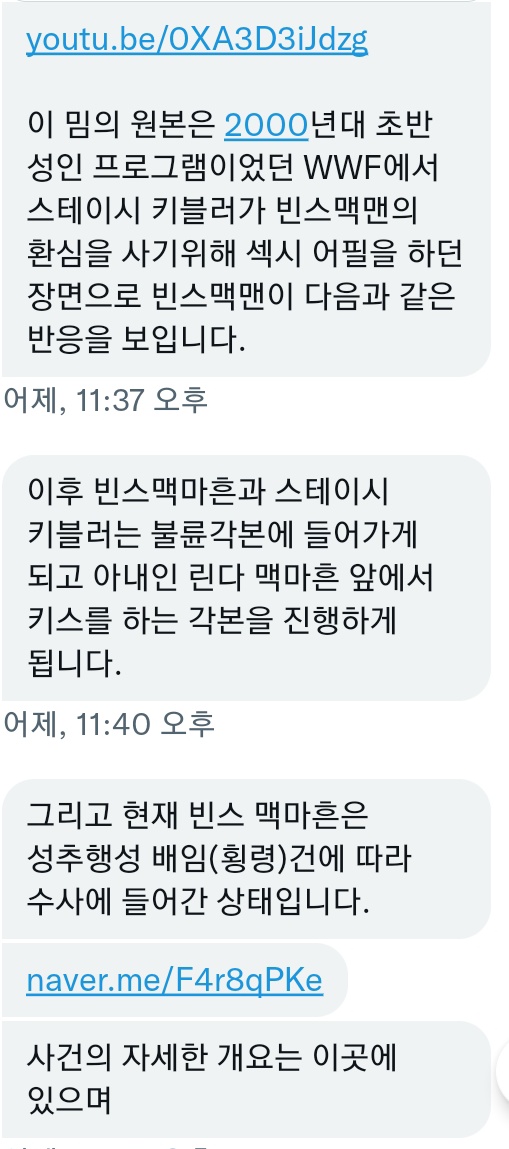 youtu.be/0XA3D3iJdzg
이 밈의 원본은 2000년대 초반
성인 프로그램이었던 WWF에서
스테이시 키블러가 빈스맥맨의
환심을 사기위해 섹시 어필을 하던
장면으로 빈스맥맨이 다음과 같은
반응을 보입니다.
어제, 11:37 오후
이후 빈스맥마흔과 스테이시
키블러는 불륜각본에 들어가게
되고 아내인 린다 맥마흔 앞에서
키스를 하는 각본을 진행하게
됩니다.
어제, 11:40 오후
그리고 현재 빈스 맥마흔은
성추행성 배임(횡령)건에 따라
수사에 들어간 상태입니다.
naver.me/F4r8qPKe
사건의 자세한 개요는 이곳에
있으며